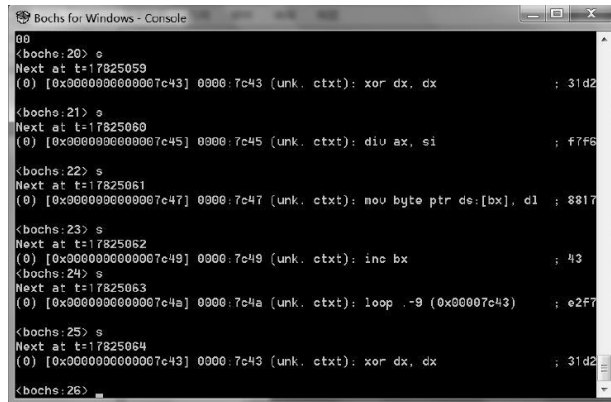 Bochs for Windows - Console
00
<bochs:20> s
Next at t=17825059
(0) [0x0000000000007c43] 0000:7c43 (unk. ctxt): xor dx, dx ; 31d2
<bochs:21> s
Next at t=17825060
(0) [0x0000000000007c45] 0000:7c45 (unk. ctxt): div ax, si ; f7f6
<bochs:22> s
Next at t=17825061
(0) [0x0000000000007c47] 0000:7c47 (unk. ctxt): mov byte ptr ds:[bx], dl ; 8817
<bochs:23> s
Next at t=17825062
(0) [0x0000000000007c49] 0000:7c49 (unk. ctxt): inc bx ; 43
<bochs:24> s
Next at t=17825063
(0) [0x0000000000007c4a] 0000:7c4a (unk. ctxt): loop .-9 (0x00007c43) ; e2f7
<bochs:25> s
Next at t=17825064
(0) [0x0000000000007c43] 0000:7c43 (unk. ctxt): xor dx, dx ; 31d2
<bochs:26>